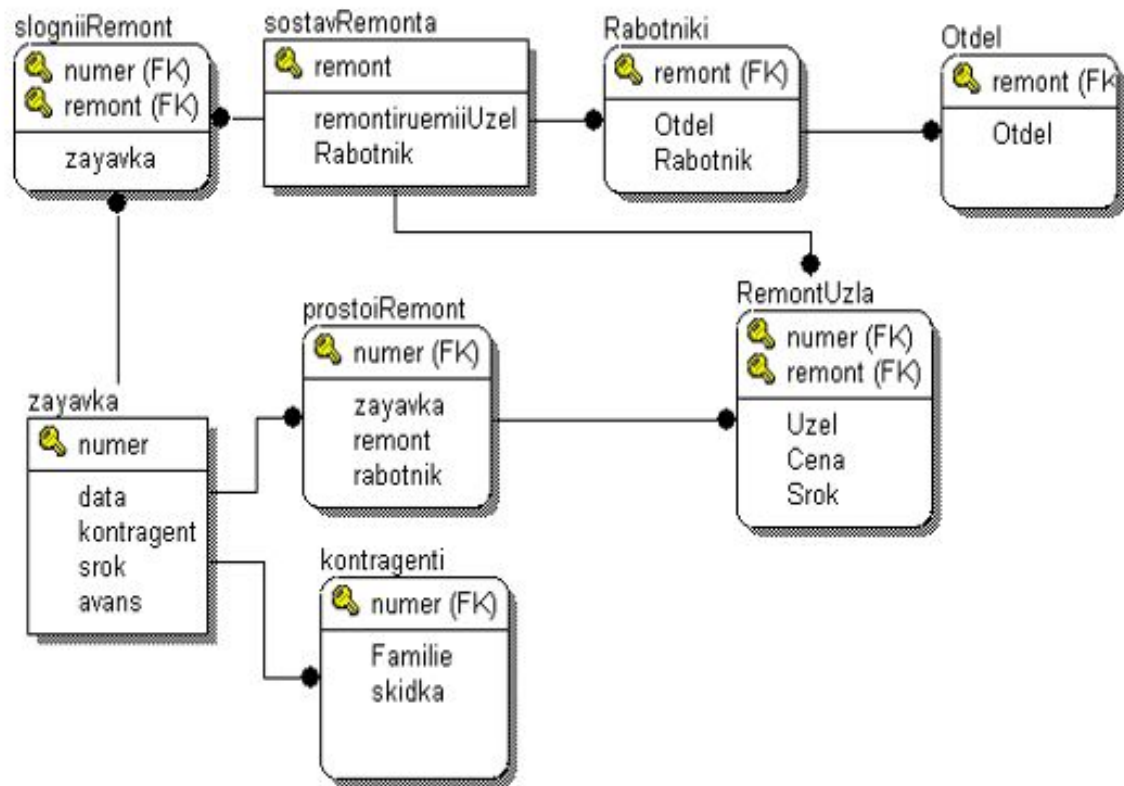 slogniiRemont
numer (FK)
remont (FK)
zayavka
sostavRemonta
remont
remontiruemiiUzel
Rabotnik
Rabotniki
remont (FK)
Otdel
Rabotnik
Otdel
remont (FK
Otdel
prostoiRemont
numer (FK)
zayavka
remont
rabotnik
RemontUzla
numer (FK)
remont (FK)
Uzel
Cena
Srok
zayavka
numer
data
kontragent
srok
avans
kontragenti
numer (FK)
Familie
skidka